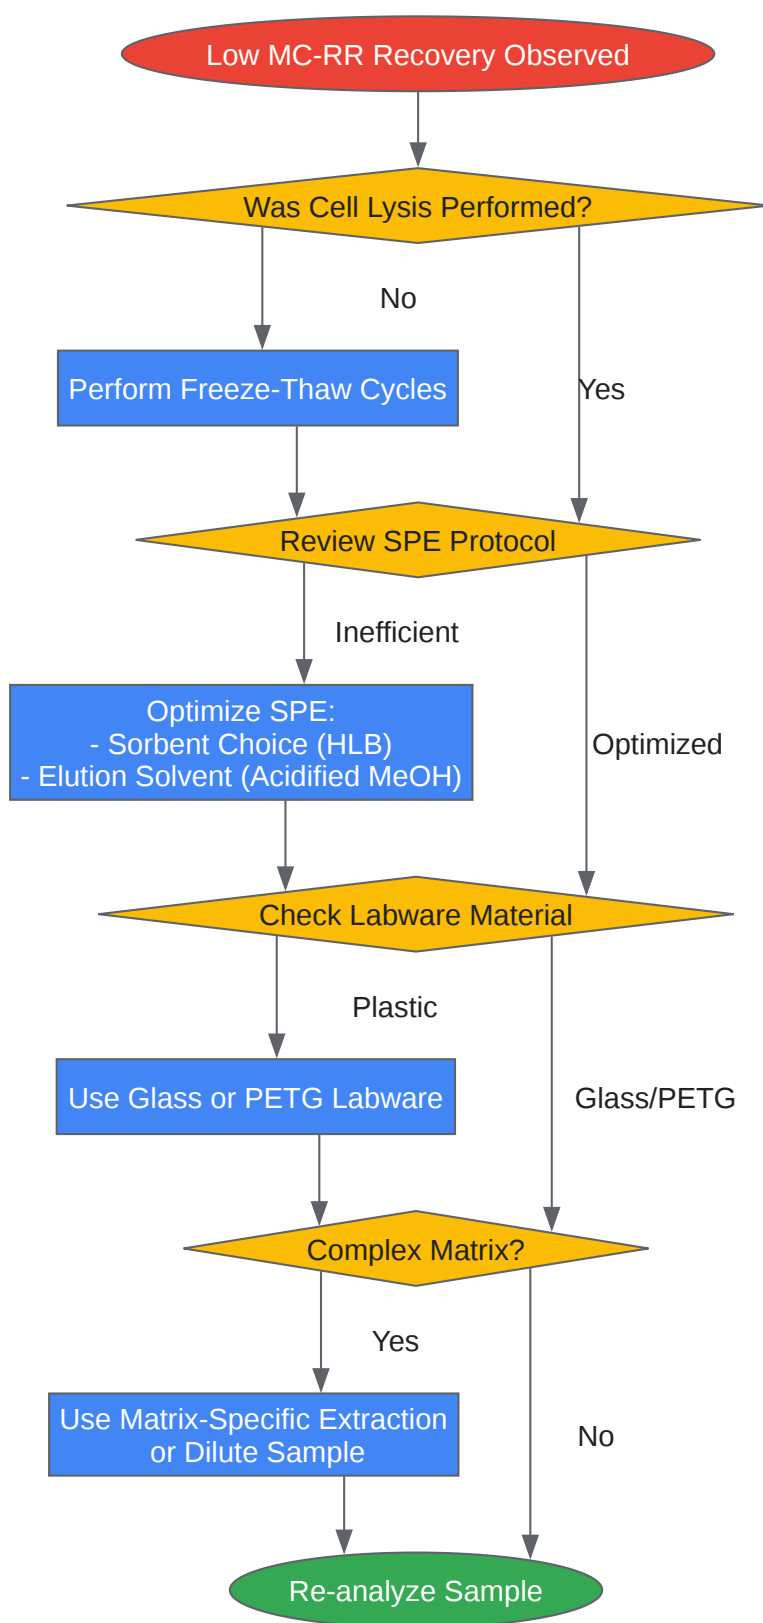 Low MC-RR Recovery Observed
Was Cell Lysis Performed?
No
Perform Freeze-Thaw Cycles
Yes
Review SPE Protocol
Inefficient
Optimize SPE:
- Sorbent Choice (HLB)
- Elution Solvent (Acidified MeOH)
Optimized
Check Labware Material
Plastic
Use Glass or PETG Labware
Glass/PETG
Complex Matrix?
Yes
Use Matrix-Specific Extraction
or Dilute Sample
No
Re-analyze Sample